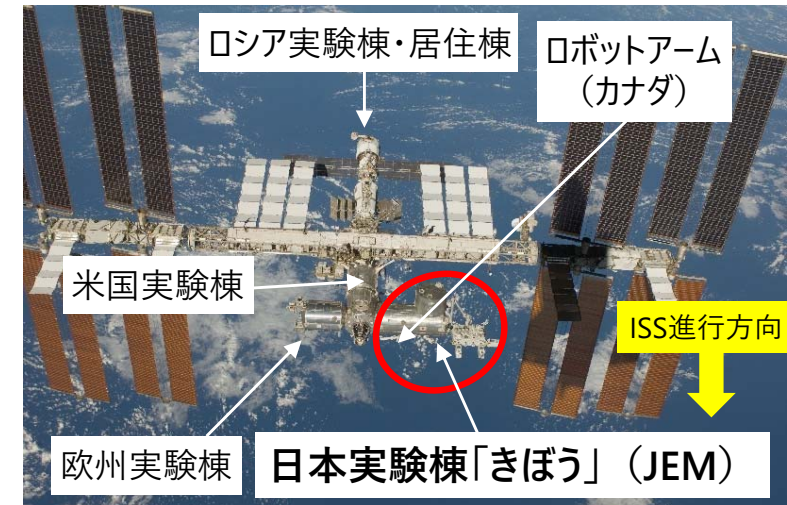 ロシア実験棟・居住棟
ロボットアーム
（カナダ）
米国実験棟
ISS進行方向
欧州実験棟
日本実験棟「きぼう」（JEM）